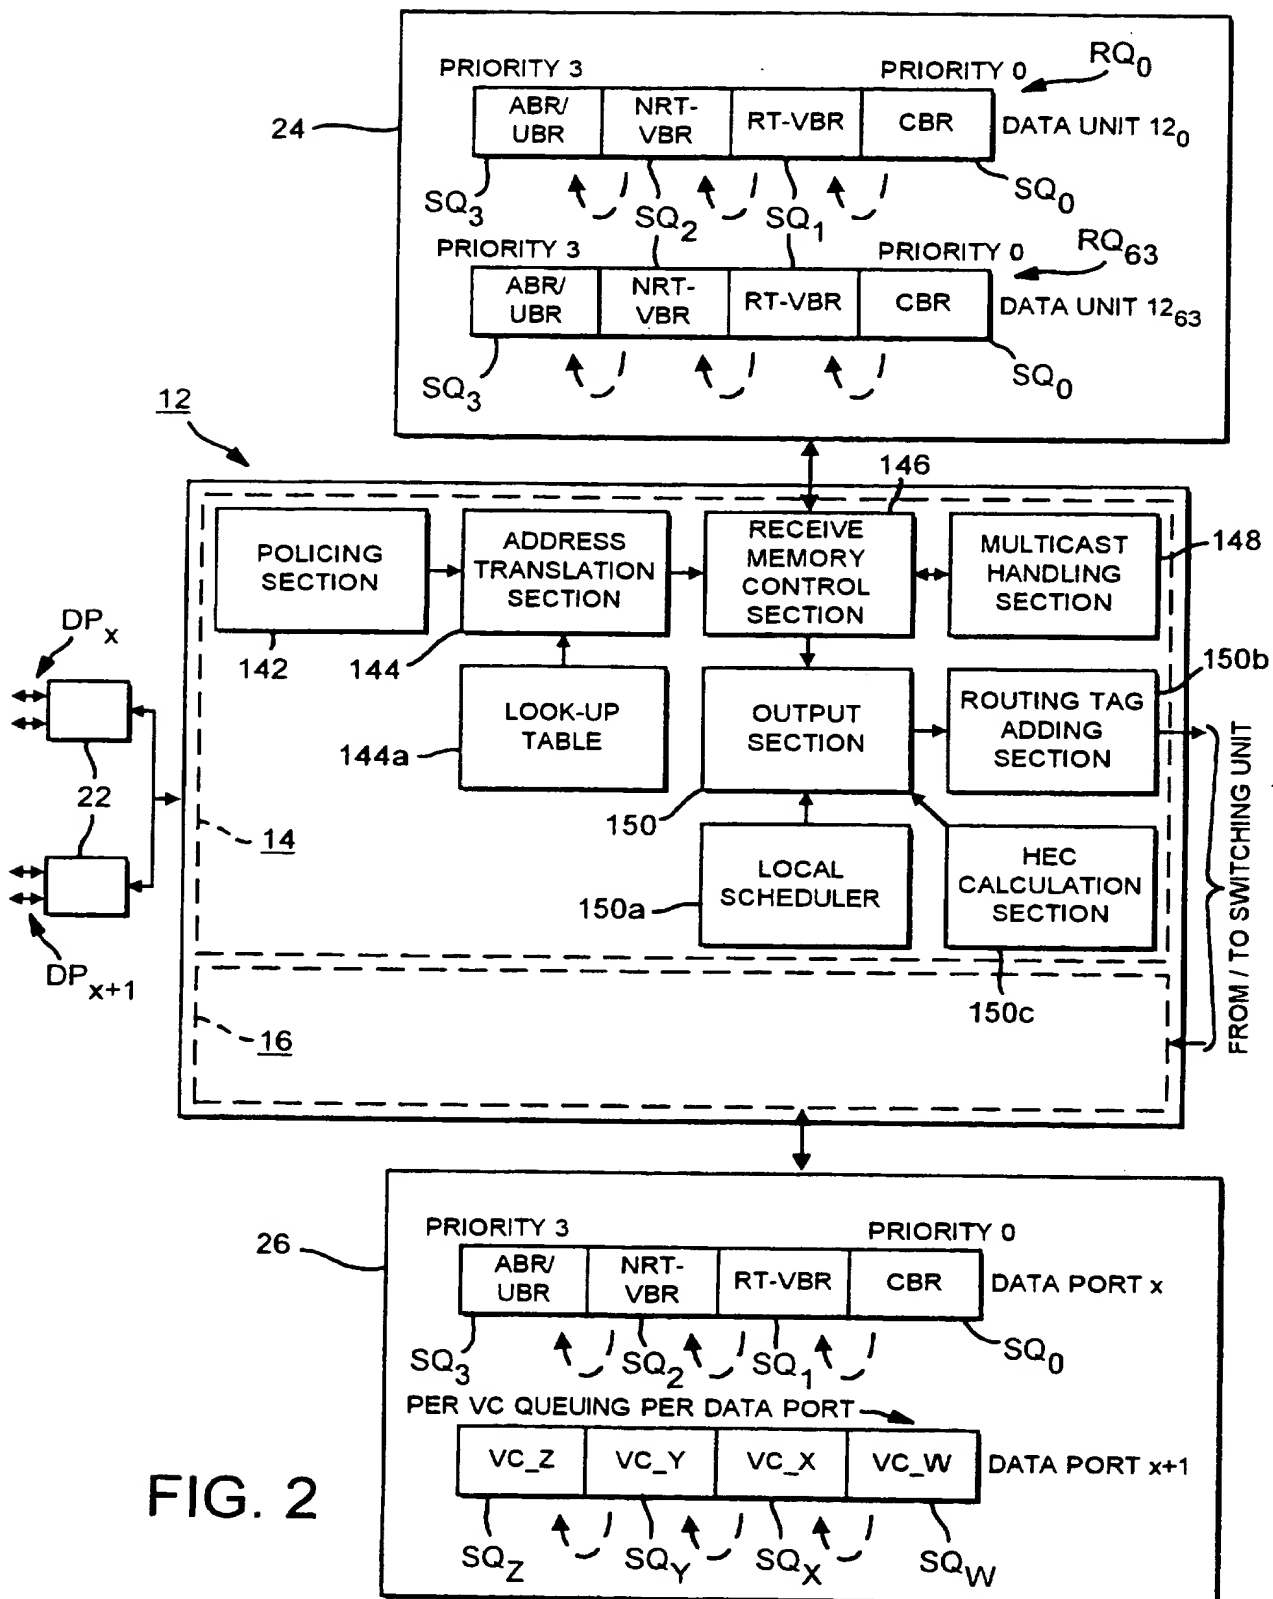 PRIORITY 3
PRIORITY 0
RQ0
24
ABR/
UBR
NRT-
VBR
RT-VBR
CBR
DATA UNIT 12_0
SQ3
SQ2
SQ1
SQ0
PRIORITY 3
PRIORITY 0
RQ63
ABR/
UBR
NRT-
VBR
RT-VBR
CBR
DATA UNIT 12_63
SQ3
SQ0
12
146
POLICING
SECTION
ADDRESS
TRANSLATION
SECTION
RECEIVE
MEMORY
CONTROL
SECTION
MULTICAST
HANDLING
SECTION
148
DPx
142
144
150b
LOOK-UP
TABLE
OUTPUT
SECTION
ROUTING TAG
ADDING
SECTION
144a
22
150
14
LOCAL
SCHEDULER
HEC
CALCULATION
SECTION
150a
DPx+1
150c
FROM / TO SWITCHING UNIT
16
PRIORITY 3
PRIORITY 0
26
ABR/
UBR
NRT-
VBR
RT-VBR
CBR
DATA PORT x
SQ3
SQ2
SQ1
SQ0
PER VC QUEUING PER DATA PORT
VC_Z
VC_Y
VC_X
VC_W
DATA PORT x+1
SQZ
SQY
SQX
SQW
FIG. 2